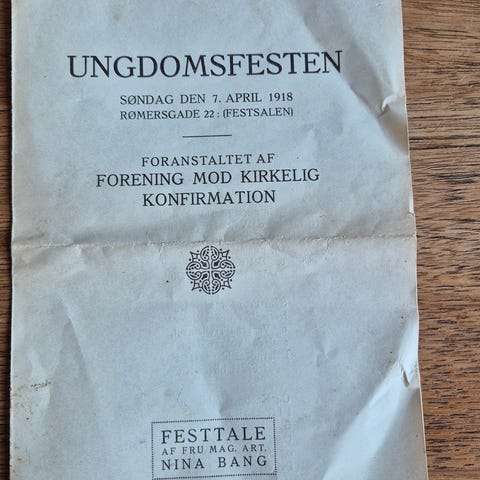 UNGDOMSFESTEN
SØNDAG DEN 7. APRIL 1918
RØMERSGADE 22: (FESTSALEN)
FORANSTALTET AF
FORENING MOD KIRKELIG
KONFIRMATION
FESTTALE
AF FRU MAG. ART.
NINA BANG